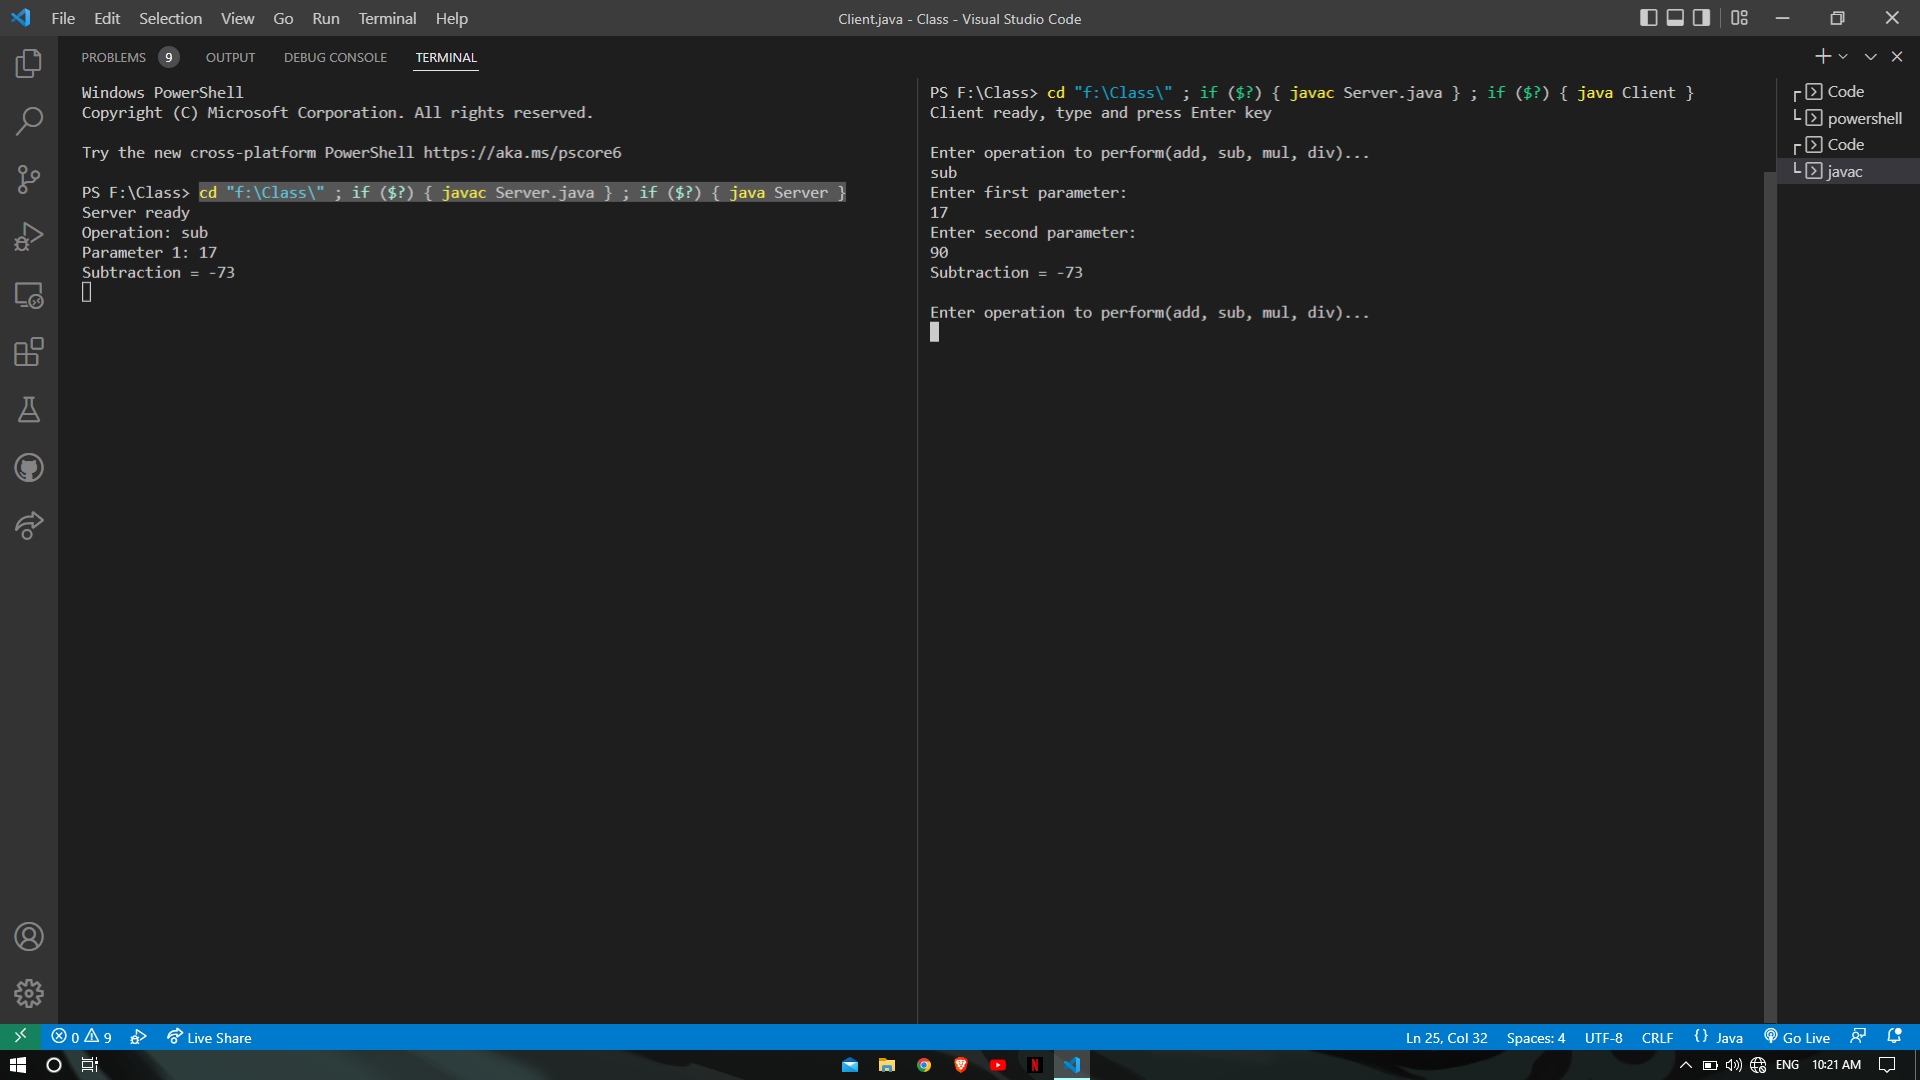 File Edit Selection View Go Run Terminal Help
Client.java - Class - Visual Studio Code
PROBLEMS 9 OUTPUT DEBUG CONSOLE TERMINAL
Windows PowerShell
Copyright (C) Microsoft Corporation. All rights reserved.
Try the new cross-platform PowerShell https://aka.ms/pscore6
PS F:\Class> cd "f:\Class\" ; if ($?) { javac Server.java } ; if ($?) { java Server }
Server ready
Operation: sub
Parameter 1: 17
Subtraction = -73
PS F:\Class> cd "f:\Class\" ; if ($?) { javac Server.java } ; if ($?) { java Client }
Client ready, type and press Enter key
Enter operation to perform(add, sub, mul, div)...
sub
Enter first parameter:
17
Enter second parameter:
90
Subtraction = -73
Enter operation to perform(add, sub, mul, div)...
Code
powershell
Code
javac
0 9 Live Share
Ln 25, Col 32 Spaces: 4 UTF-8 CRLF {} Java Go Live
N
ENG 10:21 AM